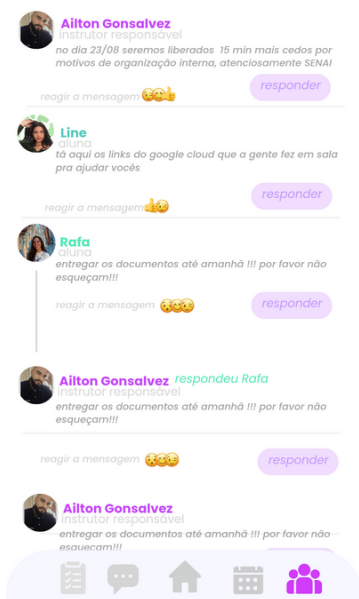 Ailton Gonsalvez
instrutor responsável
no dia 23/08 seremos liberados 15 min mais cedos por
motivos de organização interna, atenciosamente SENAI
reagir a mensagem
responder
Line
aluna
tá aqui os links do google cloud que a gente fez em sala
pra ajudar vocés
reagir a mensagem
responder
Rafa
aluna
entregar os documentos até amanhã !!! por favor não
esqueçam!!!
reagir a mensagem
responder
Ailton Gonsalvez respondeu Rafa
instrutor responsável
entregar os documentos até amanhã !!! por favor não
esqueçam!!!
reagir a mensagem
responder
Ailton Gonsalvez
instrutor responsável
entregar os documentos até amanhã !!! por favor não
esqueçam!!!